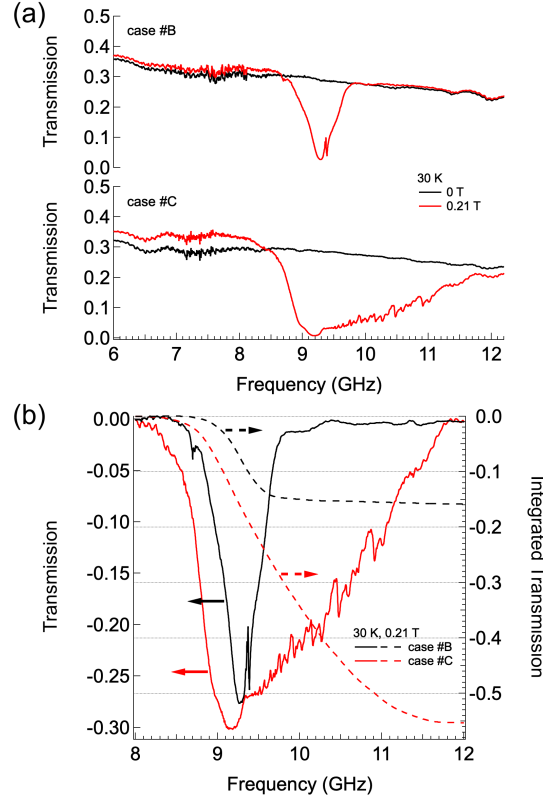 (a)
case #B
0.5
0.4
0.3
0.2
0.1
0.0
Transmission
30 K
0 T
0.21 T
case #C
0.5
0.4
0.3
0.2
0.1
0.0
Transmission
6 7 8 9 10 11 12
Frequency (GHz)
(b)
0.00
-0.05
-0.10
-0.15
-0.20
-0.25
-0.30
Transmission
0.0
-0.1
-0.2
-0.3
-0.4
-0.5
Integrated Transmission
30 K, 0.21 T
case #B
case #C
8 9 10 11 12
Frequency (GHz)